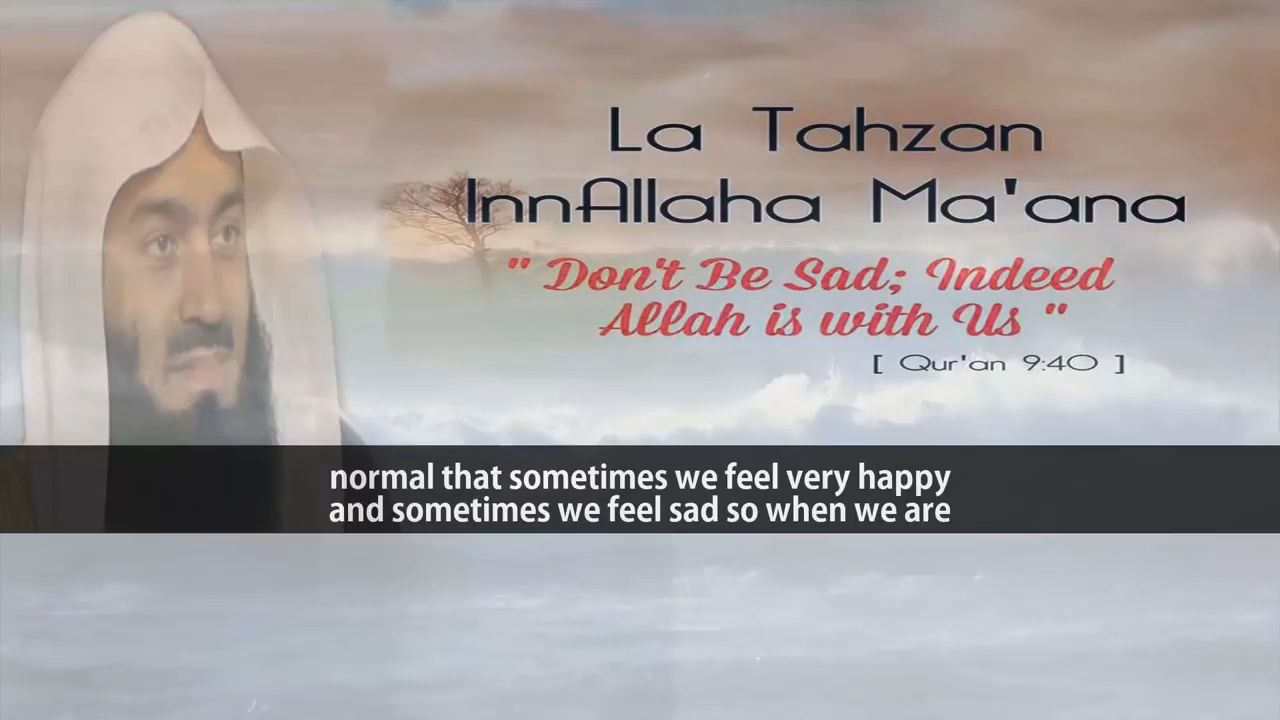 La Tahzan
InnAllaha Ma'ana
" Don't Be Sad; Indeed
Allah is with Us "
[ Qur'an 9:40 ]
normal that sometimes we feel very happy
and sometimes we feel sad so when we are